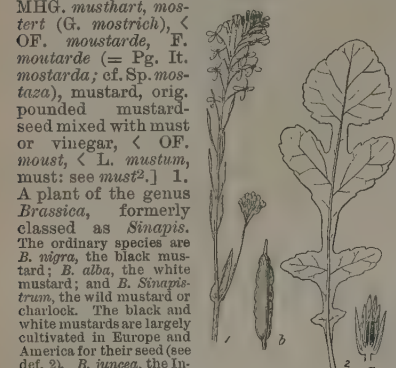 MHG. musthart, mos-
tert (G. mostrich), <
OF. moustarde, F.
moutarde (= Pg. It.
mostarda; cf. Sp. mos-
taza), mustard, orig.
pounded mustard-
seed mixed with must
or vinegar, < OF.
moust, < L. mustum,
must: see must².] 1.
A plant of the genus
Brassica, formerly
classed as Sinapis.
The ordinary species are
B. nigra, the black mus-
tard; B. alba, the white
mustard; and B. Sinapis-
trum, the wild mustard or
charlock. The black and
white mustards are largely
cultivated in Europe and
America for their seed (see
def. 2). B. juncea, the In-
1
b
2
a